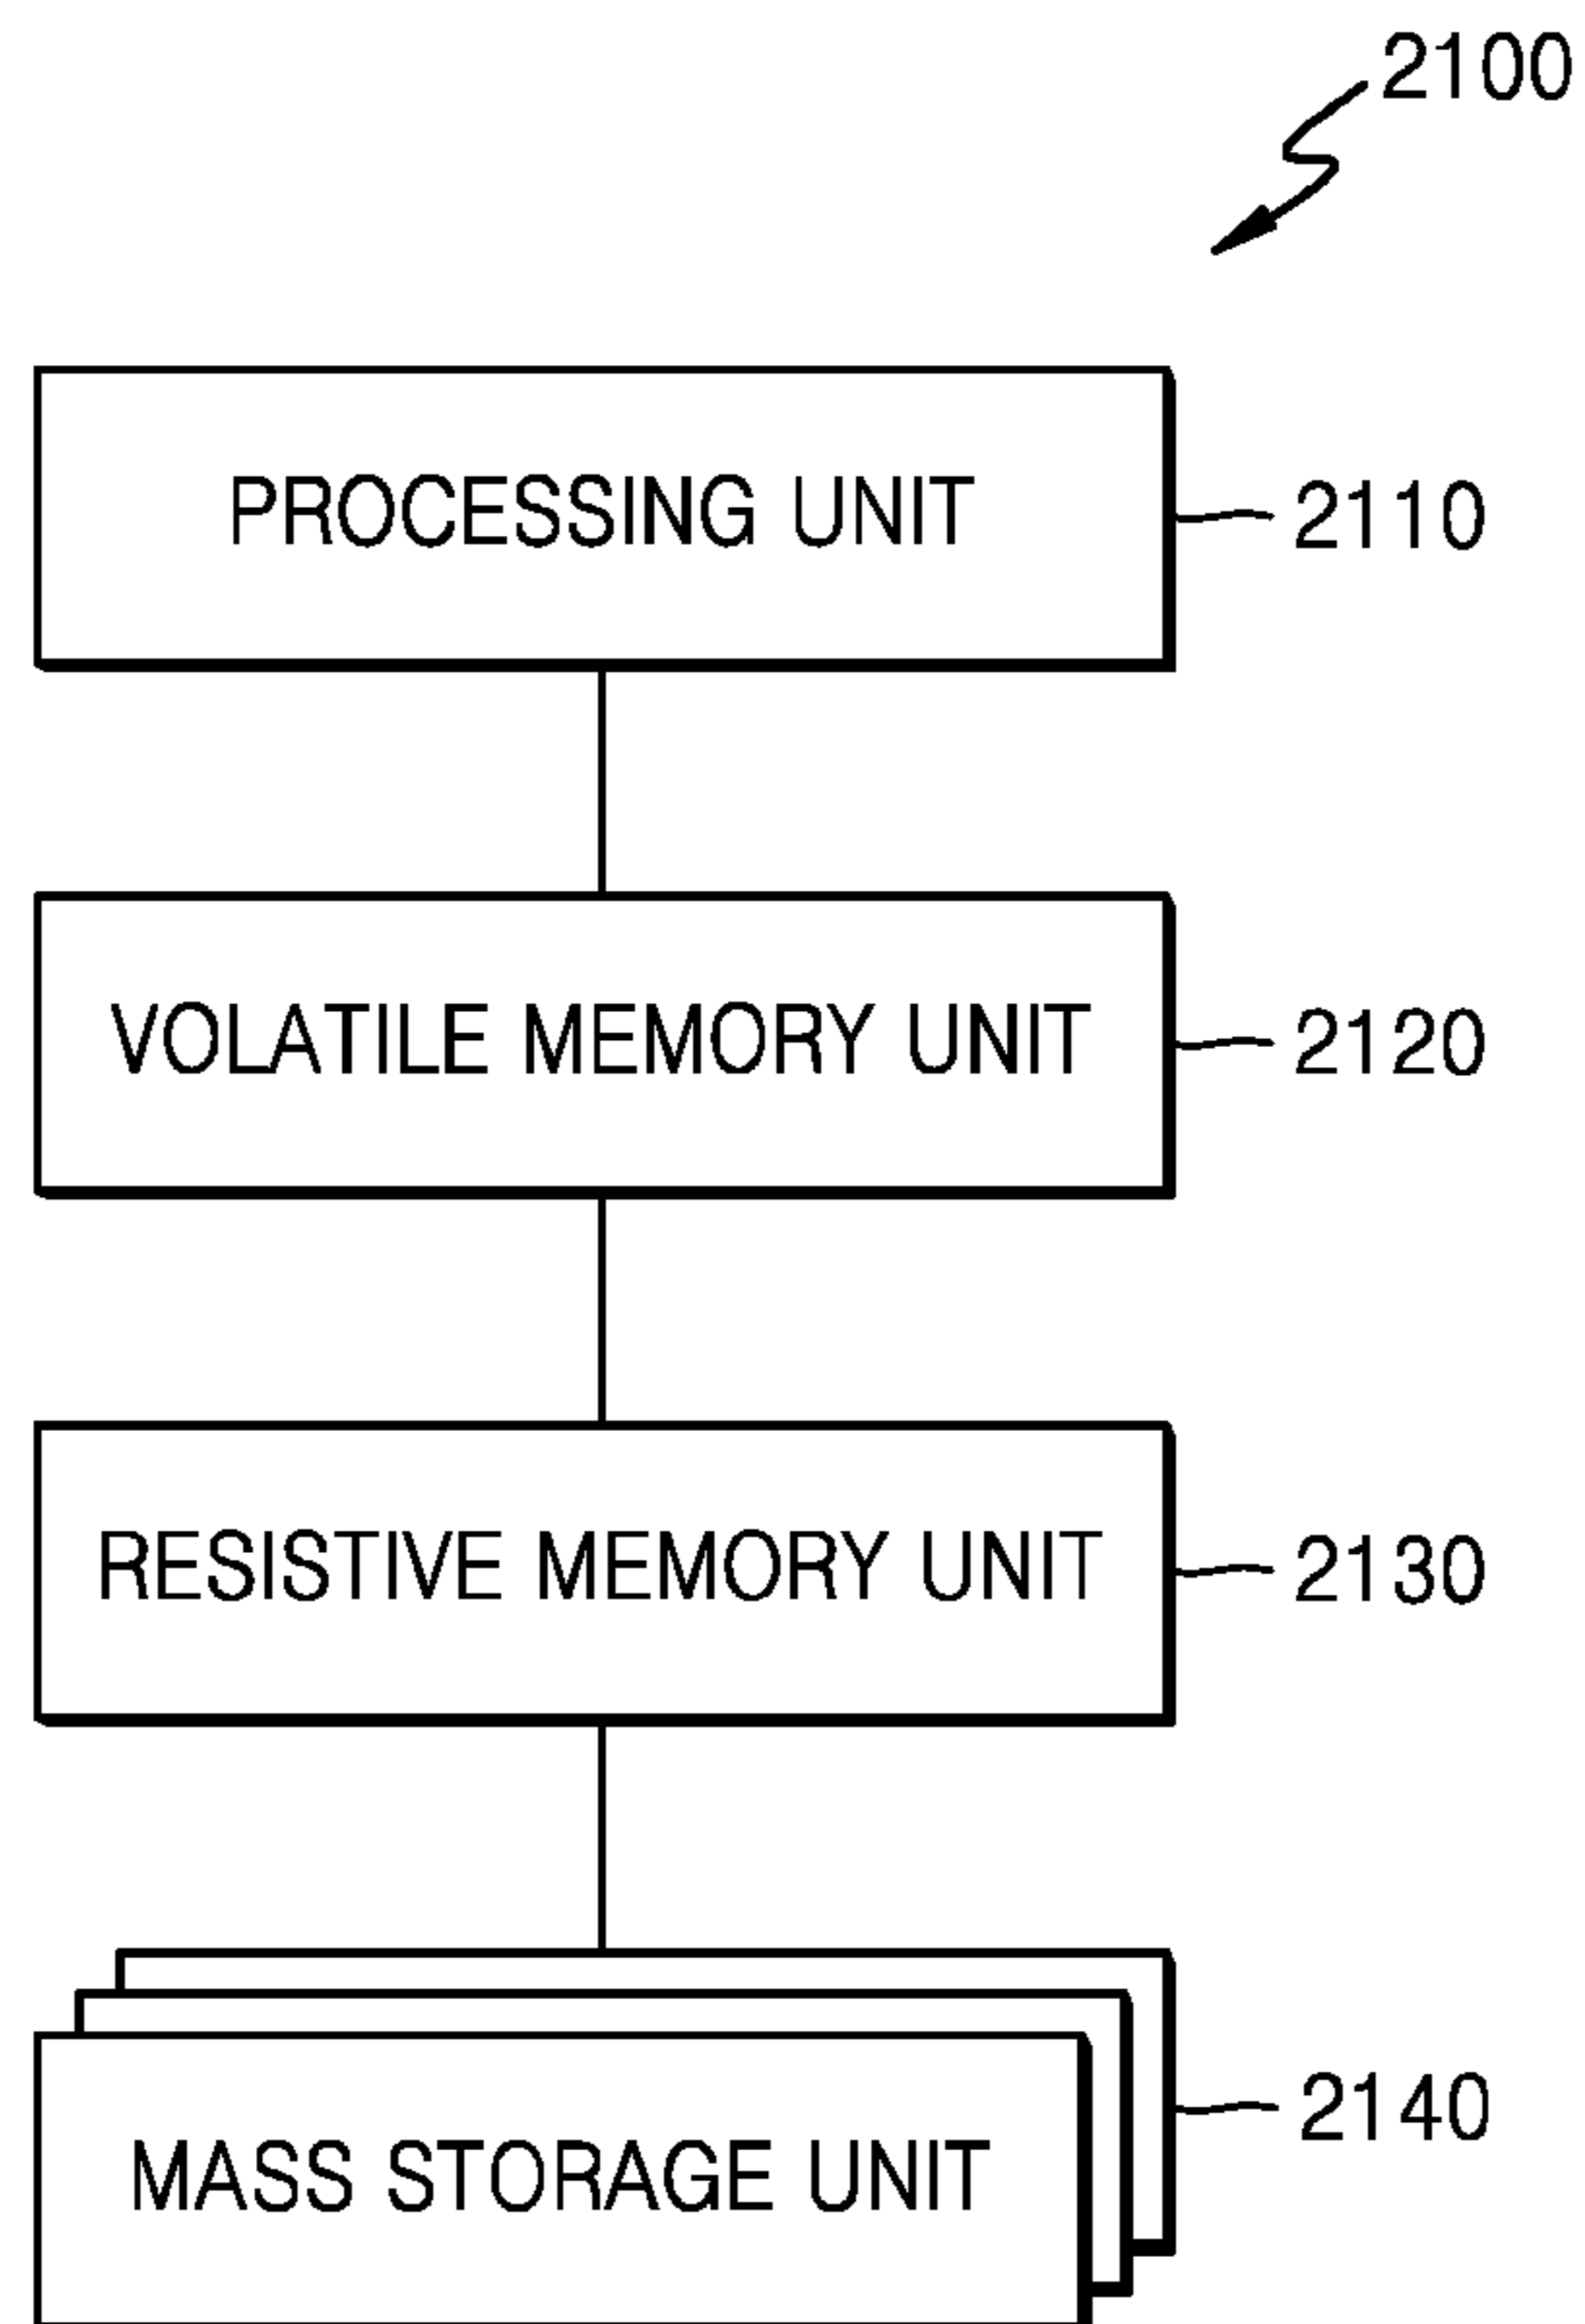 2100
PROCESSING UNIT 2110
VOLATILE MEMORY UNIT 2120
RESISTIVE MEMORY UNIT 2130
2140
MASS STORAGE UNIT